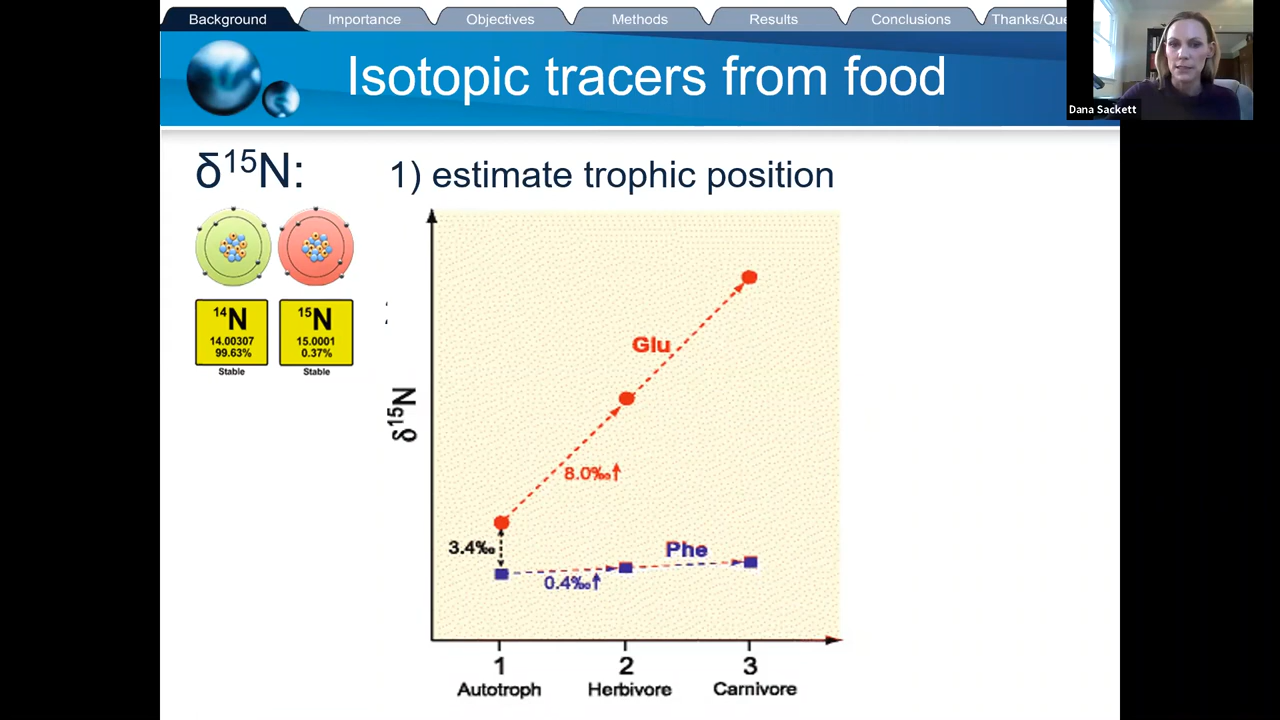 Background
Importance
Objectives
Methods
Results
Conclusions
Thanks/Que
Dana Sackett
Isotopic tracers from food
δ15N:
1) estimate trophic position
14N
14.00307
99.63%
Stable
15N
15.0001
0.37%
Stable
δ15N
Glu
8.0‰↑
3.4‰
Phe
0.4‰↑
1
2
3
Autotroph
Herbivore
Carnivore